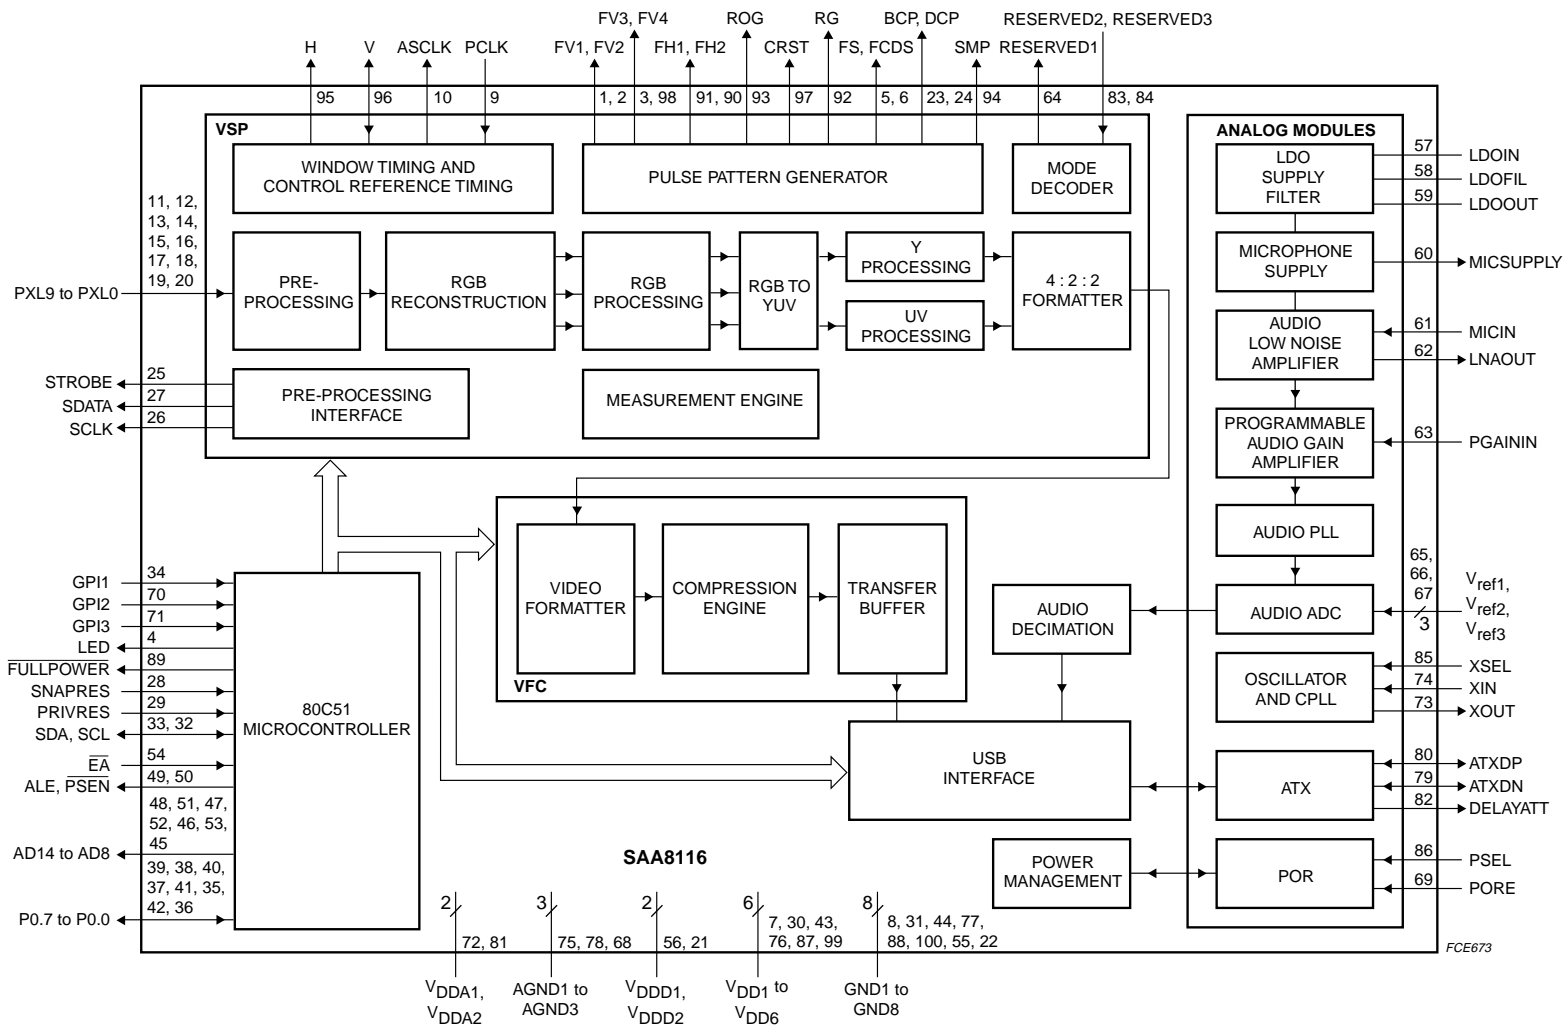 FV3, FV4
ROG
RG
BCP, DCP
RESERVED2, RESERVED3
H
V
ASCLK
PCLK
FV1, FV2
FH1, FH2
CRST
FS, FCDS
SMP
RESERVED1
95
96
10
9
1, 2
3, 98
91, 90
93
97
92
5, 6
23, 24
94
64
83, 84
VSP
WINDOW TIMING AND
CONTROL REFERENCE TIMING
PULSE PATTERN GENERATOR
MODE
DECODER
ANALOG MODULES
LDO
SUPPLY
FILTER
57
LDOIN
58
LDOFIL
59
LDOOUT
11, 12,
13, 14,
15, 16,
17, 18,
19, 20
PXL9 to PXL0
PRE-
PROCESSING
RGB
RECONSTRUCTION
RGB
PROCESSING
RGB TO
YUV
Y
PROCESSING
UV
PROCESSING
4 : 2 : 2
FORMATTER
MICROPHONE
SUPPLY
60
MICSUPPLY
AUDIO
LOW NOISE
AMPLIFIER
61
MICIN
62
LNAOUT
STROBE
25
SDATA
27
SCLK
26
PRE-PROCESSING
INTERFACE
MEASUREMENT ENGINE
PROGRAMMABLE
AUDIO GAIN
AMPLIFIER
63
PGAININ
AUDIO PLL
VIDEO
FORMATTER
COMPRESSION
ENGINE
TRANSFER
BUFFER
VFC
AUDIO
DECIMATION
AUDIO ADC
65,
66,
67
3
Vref1,
Vref2,
Vref3
GPI1
34
GPI2
70
GPI3
71
LED
4
FULLPOWER
89
SNAPRES
28
PRIVRES
29
SDA, SCL
33, 32
EA
54
ALE, PSEN
49, 50
48, 51, 47,
52, 46, 53,
45
AD14 to AD8
39, 38, 40,
37, 41, 35,
42, 36
P0.7 to P0.0
80C51
MICROCONTROLLER
OSCILLATOR
AND CPLL
85
XSEL
74
XIN
73
XOUT
USB
INTERFACE
ATX
80
ATXDP
79
ATXDN
82
DELAYATT
SAA8116
POWER
MANAGEMENT
POR
86
PSEL
69
PORE
2
3
2
6
8
72, 81
75, 78, 68
56, 21
7, 30, 43,
76, 87, 99
8, 31, 44, 77,
88, 100, 55, 22
FCE673
VDDA1,
VDDA2
AGND1 to
AGND3
VDDD1,
VDDD2
VDD1 to
VDD6
GND1 to
GND8